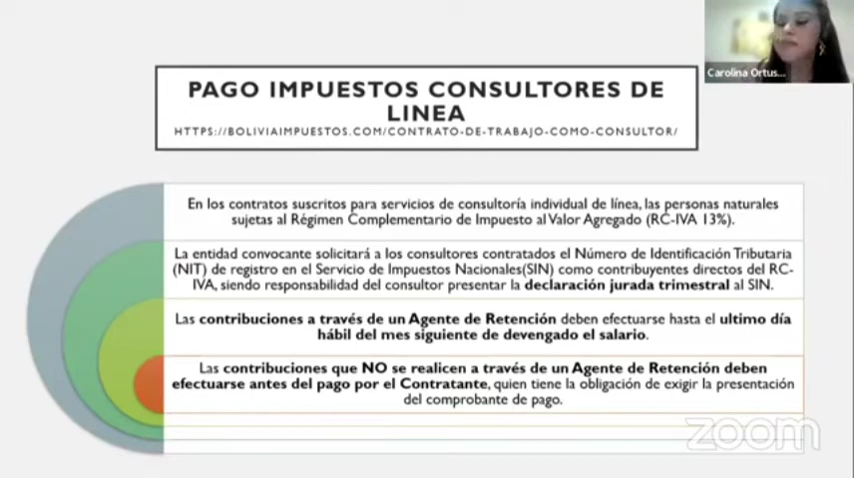 Carolina Ortus...
PAGO IMPUESTOS CONSULTORES DE
LINEA
HTTPS://BOLIVIAIMPUESTOS.COM/CONTRATO-DE-TRABAJO-COMO-CONSULTOR/
En los contratos suscritos para servicios de consultoría individual de línea, las personas naturales
sujetas al Régimen Complementario de Impuesto al Valor Agregado (RC-IVA 13%).
La entidad convocante solicitará a los consultores contratados el Número de Identificación Tributaria
(NIT) de registro en el Servicio de Impuestos Nacionales(SIN) como contribuyentes directos del RC-
IVA, siendo responsabilidad del consultor presentar la declaración jurada trimestral al SIN.
Las contribuciones a través de un Agente de Retención deben efectuarse hasta el ultimo día
hábil del mes siguiente de devengado el salario.
Las contribuciones que NO se realicen a través de un Agente de Retención deben
efectuarse antes del pago por el Contratante, quien tiene la obligación de exigir la presentación
del comprobante de pago.
zoom